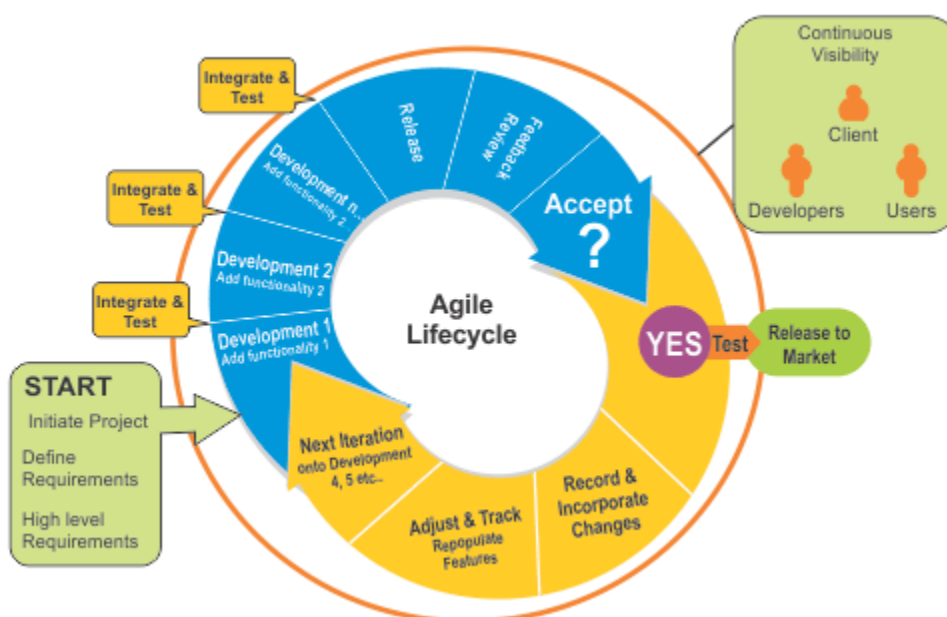 Continuous
Visibility
Client
Developers
Users
Integrate &
Test
Integrate &
Test
Integrate &
Test
START
Initiate Project
Define
Requirements
High level
Requirements
Agile
Lifecycle
Development 1
Add functionality 1
Development 2
Add functionality 2
Development n...
Add functionality 2...
Release
Feedback
Review
Accept
?
YES
Test
Release to
Market
Record &
Incorporate
Changes
Adjust & Track
Repopulate
Features
Next Iteration
onto Development
4, 5 etc..